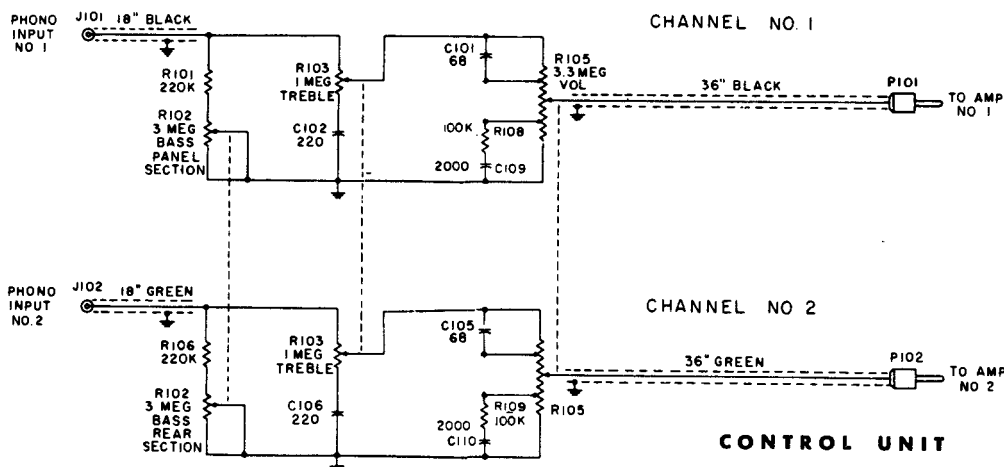 PHONO
INPUT
NO 1
J101
18" BLACK
R101
220K
R102
3 MEG
BASS
PANEL
SECTION
R103
1 MEG
TREBLE
C102
220
C101
68
R105
3.3 MEG
VOL
100K
R108
2000
C109
CHANNEL NO. 1
36" BLACK
P101
TO AMP
NO 1
PHONO
INPUT
NO.2
J102
18" GREEN
R106
220K
R102
3 MEG
BASS
REAR
SECTION
R103
1 MEG
TREBLE
C106
220
C105
68
R109
100K
2000
C110
R105
CHANNEL NO 2
36" GREEN
P102
TO AMP
NO 2
CONTROL UNIT